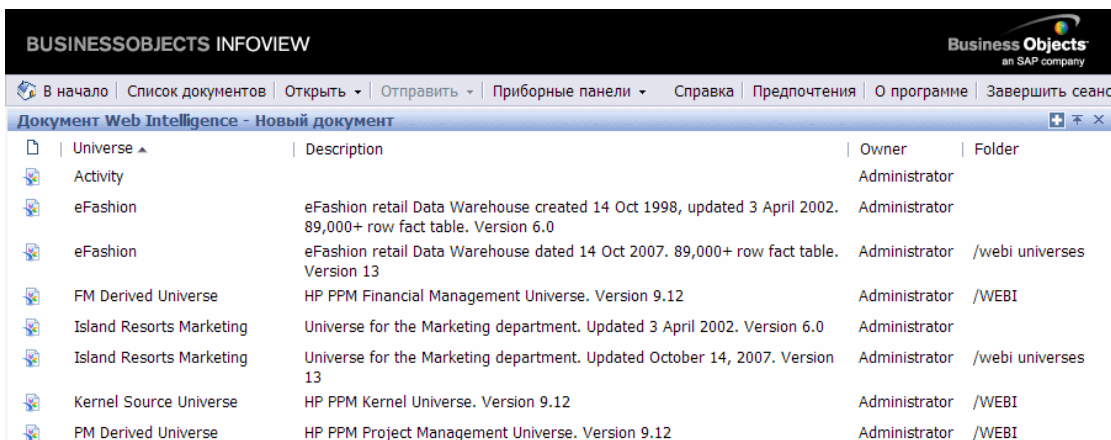 BUSINESSOBJECTS INFOVIEW
Business Objects
an SAP company
В начало Список документов Открыть Отправить Приборные панели Справка Предпочтения О программе Завершить сеанс
Документ Web Intelligence - Новый документ
Universe Description Owner Folder
Activity Administrator
eFashion eFashion retail Data Warehouse created 14 Oct 1998, updated 3 April 2002. Administrator
89,000+ row fact table. Version 6.0
eFashion eFashion retail Data Warehouse dated 14 Oct 2007. 89,000+ row fact table. Administrator /webi universes
Version 13
FM Derived Universe HP PPM Financial Management Universe. Version 9.12 Administrator /WEBI
Island Resorts Marketing Universe for the Marketing department. Updated 3 April 2002. Version 6.0 Administrator
Island Resorts Marketing Universe for the Marketing department. Updated October 14, 2007. Version Administrator /webi universes
13
Kernel Source Universe HP PPM Kernel Universe. Version 9.12 Administrator /WEBI
PM Derived Universe HP PPM Project Management Universe. Version 9.12 Administrator /WEBI